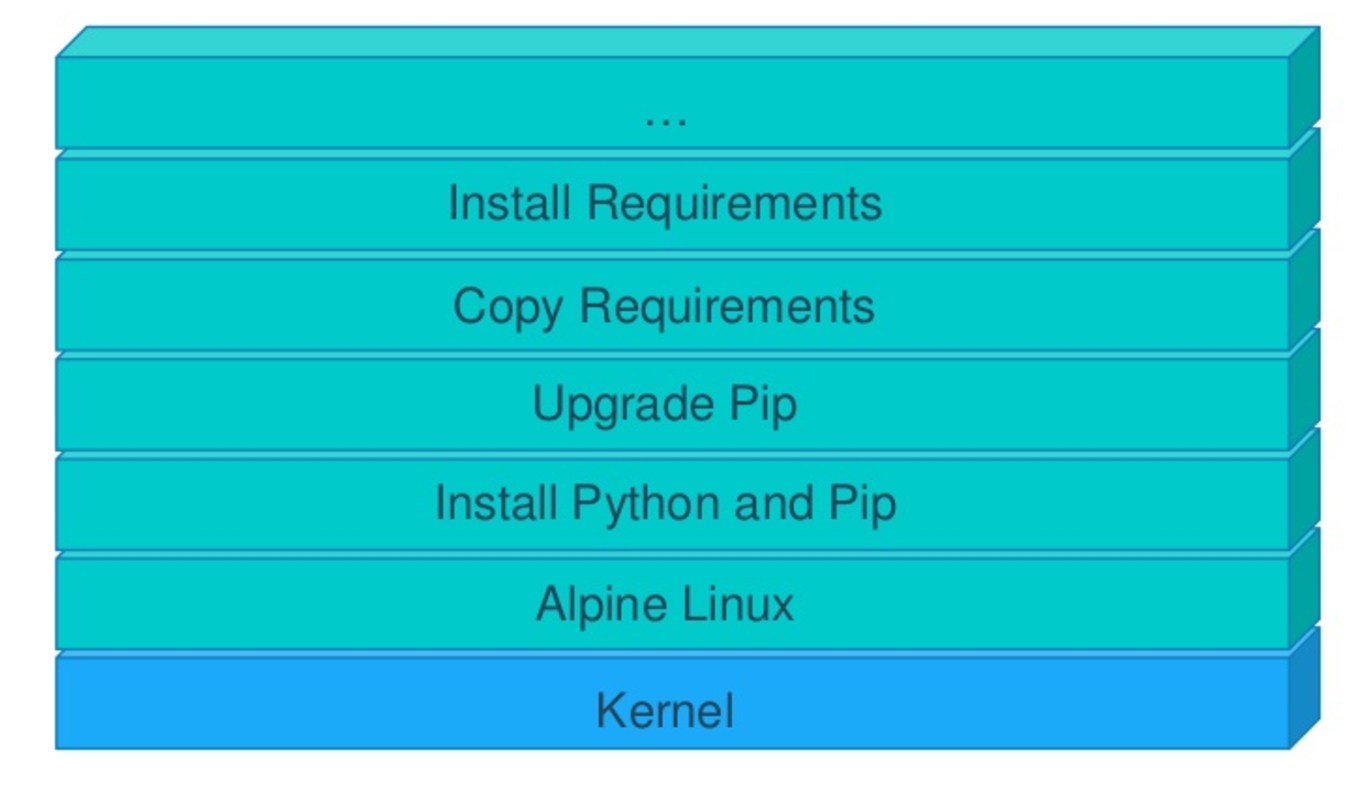 ...
Install Requirements
Copy Requirements
Upgrade Pip
Install Python and Pip
Alpine Linux
Kernel